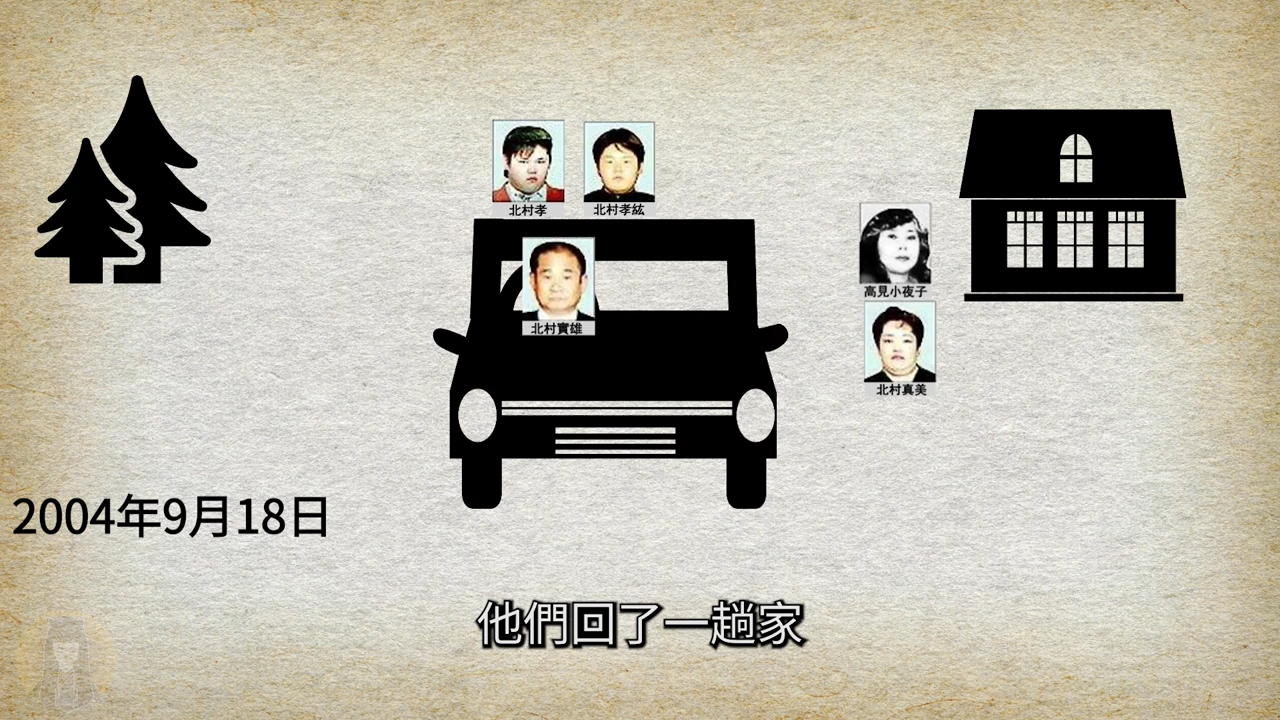 北村孝
北村孝紘
北村實雄
高見小夜子
北村真美
2004年9月18日
他們回了一趟家